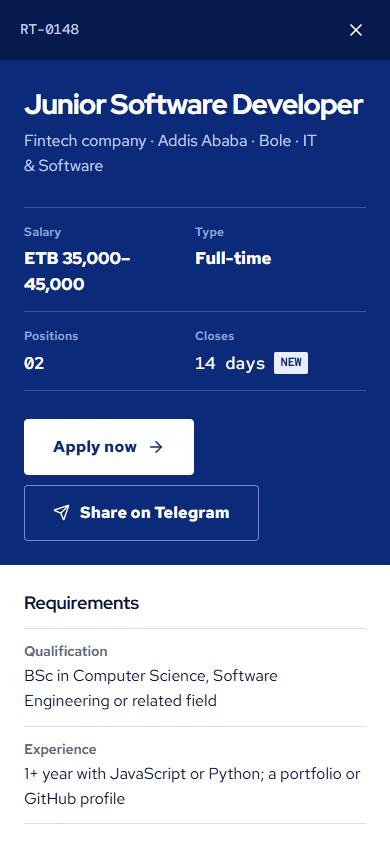 RT-0148
Junior Software Developer
Fintech company · Addis Ababa · Bole · IT
& Software
Salary
Type
ETB 35,000–
45,000
Full-time
Positions
Closes
02
14 days NEW
Apply now
Share on Telegram
Requirements
Qualification
BSc in Computer Science, Software
Engineering or related field
Experience
1+ year with JavaScript or Python; a portfolio or
GitHub profile